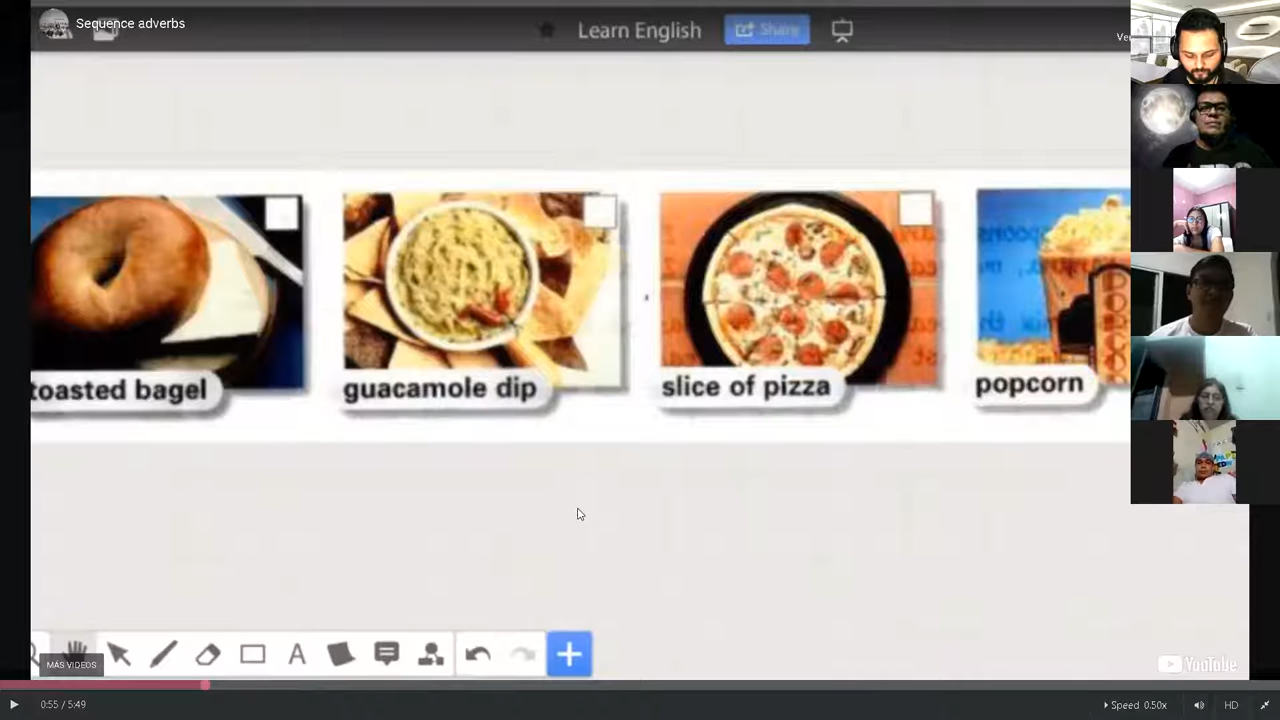 Sequence adverbs
Learn English
Share
Ve
toasted bagel
guacamole dip
slice of pizza
popcorn
MÁS VIDEOS
YouTube
0:55 / 5:49
Speed 0.50x
HD